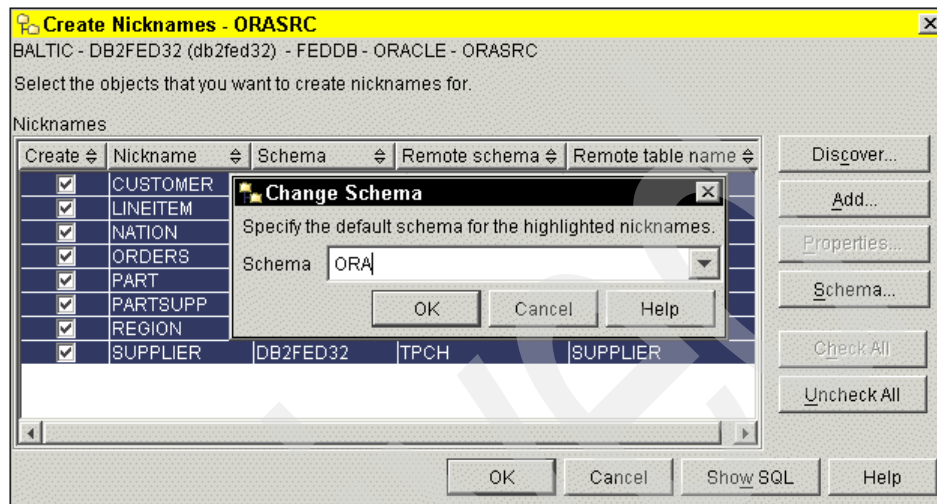 Create Nicknames - ORASRC
BALTIC - DB2FED32 (db2fed32) - FEDDB - ORACLE - ORASRC
Select the objects that you want to create nicknames for.
Nicknames
Create Nickname Schema Remote schema Remote table name
CUSTOMER
LINEITEM
NATION
ORDERS
PART
PARTSUPP
REGION
SUPPLIER DB2FED32 TPCH SUPPLIER
Change Schema
Specify the default schema for the highlighted nicknames.
Schema ORA
OK Cancel Help
Discover...
Add...
Properties...
Schema...
Check All
Uncheck All
OK Cancel Show SQL Help